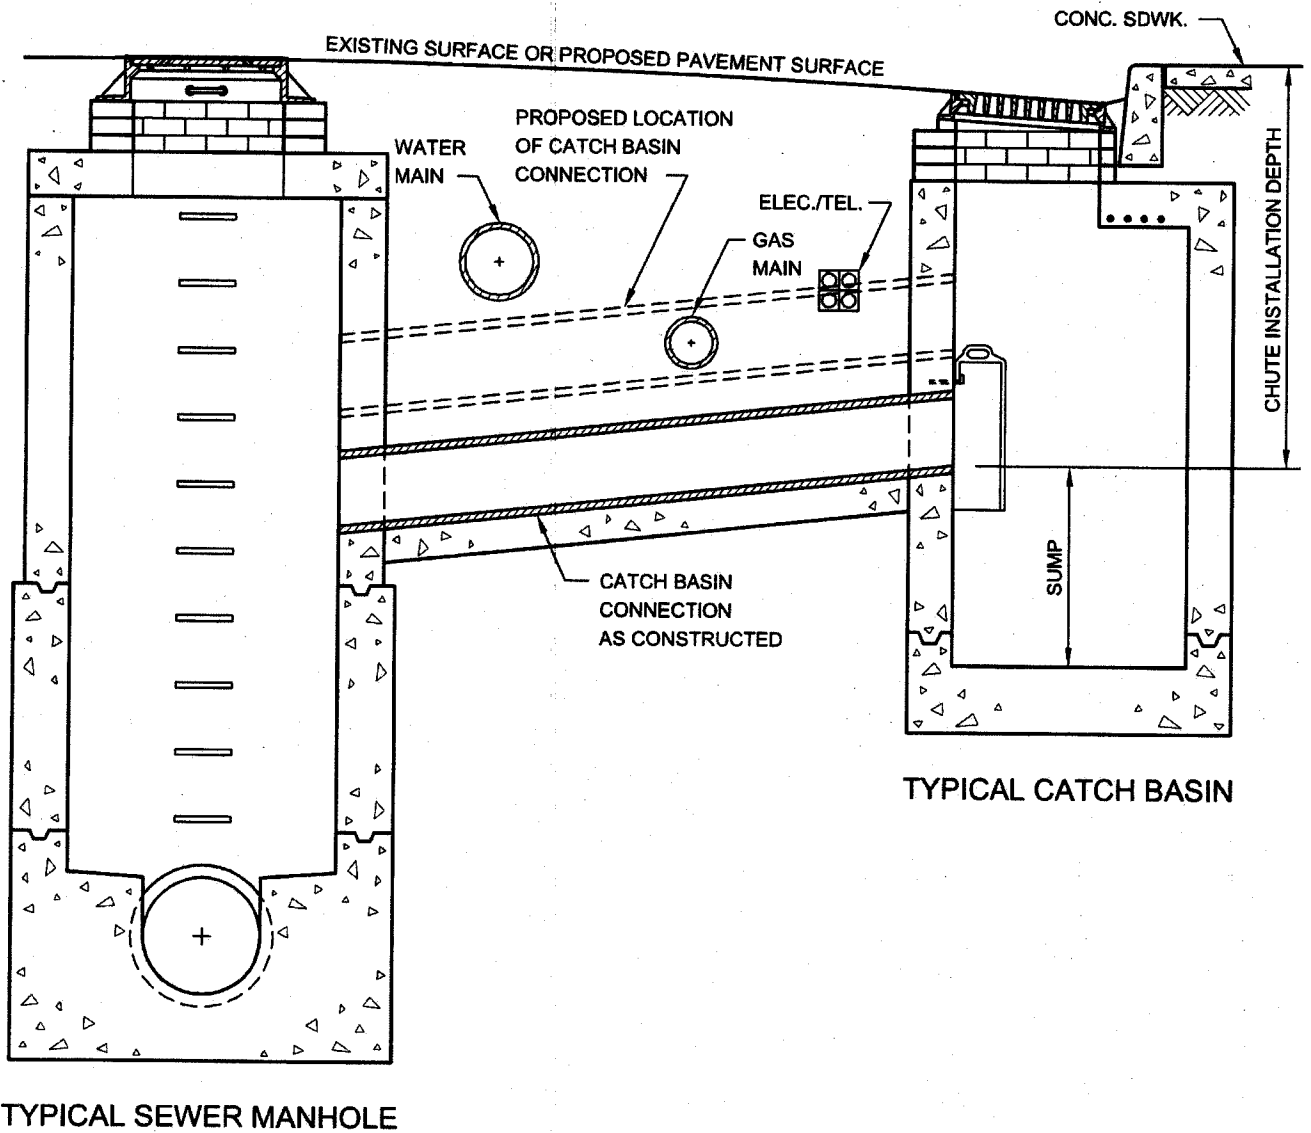 CONC. SDWK.
EXISTING SURFACE OR PROPOSED PAVEMENT SURFACE
PROPOSED LOCATION
OF CATCH BASIN
CONNECTION
WATER
MAIN
ELEC./TEL.
GAS
MAIN
CHUTE INSTALLATION DEPTH
SUMP
CATCH BASIN
CONNECTION
AS CONSTRUCTED
TYPICAL CATCH BASIN
TYPICAL SEWER MANHOLE